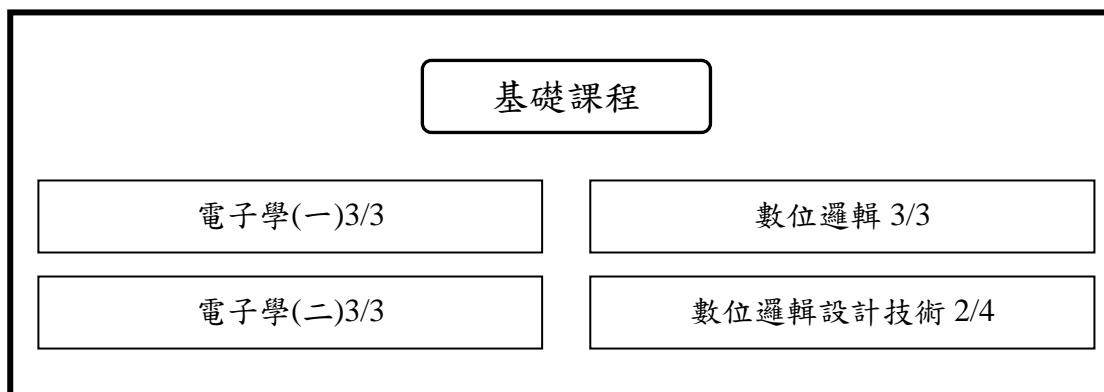 基礎課程
電子學(一)3/3
數位邏輯 3/3
電子學(二)3/3
數位邏輯設計技術 2/4